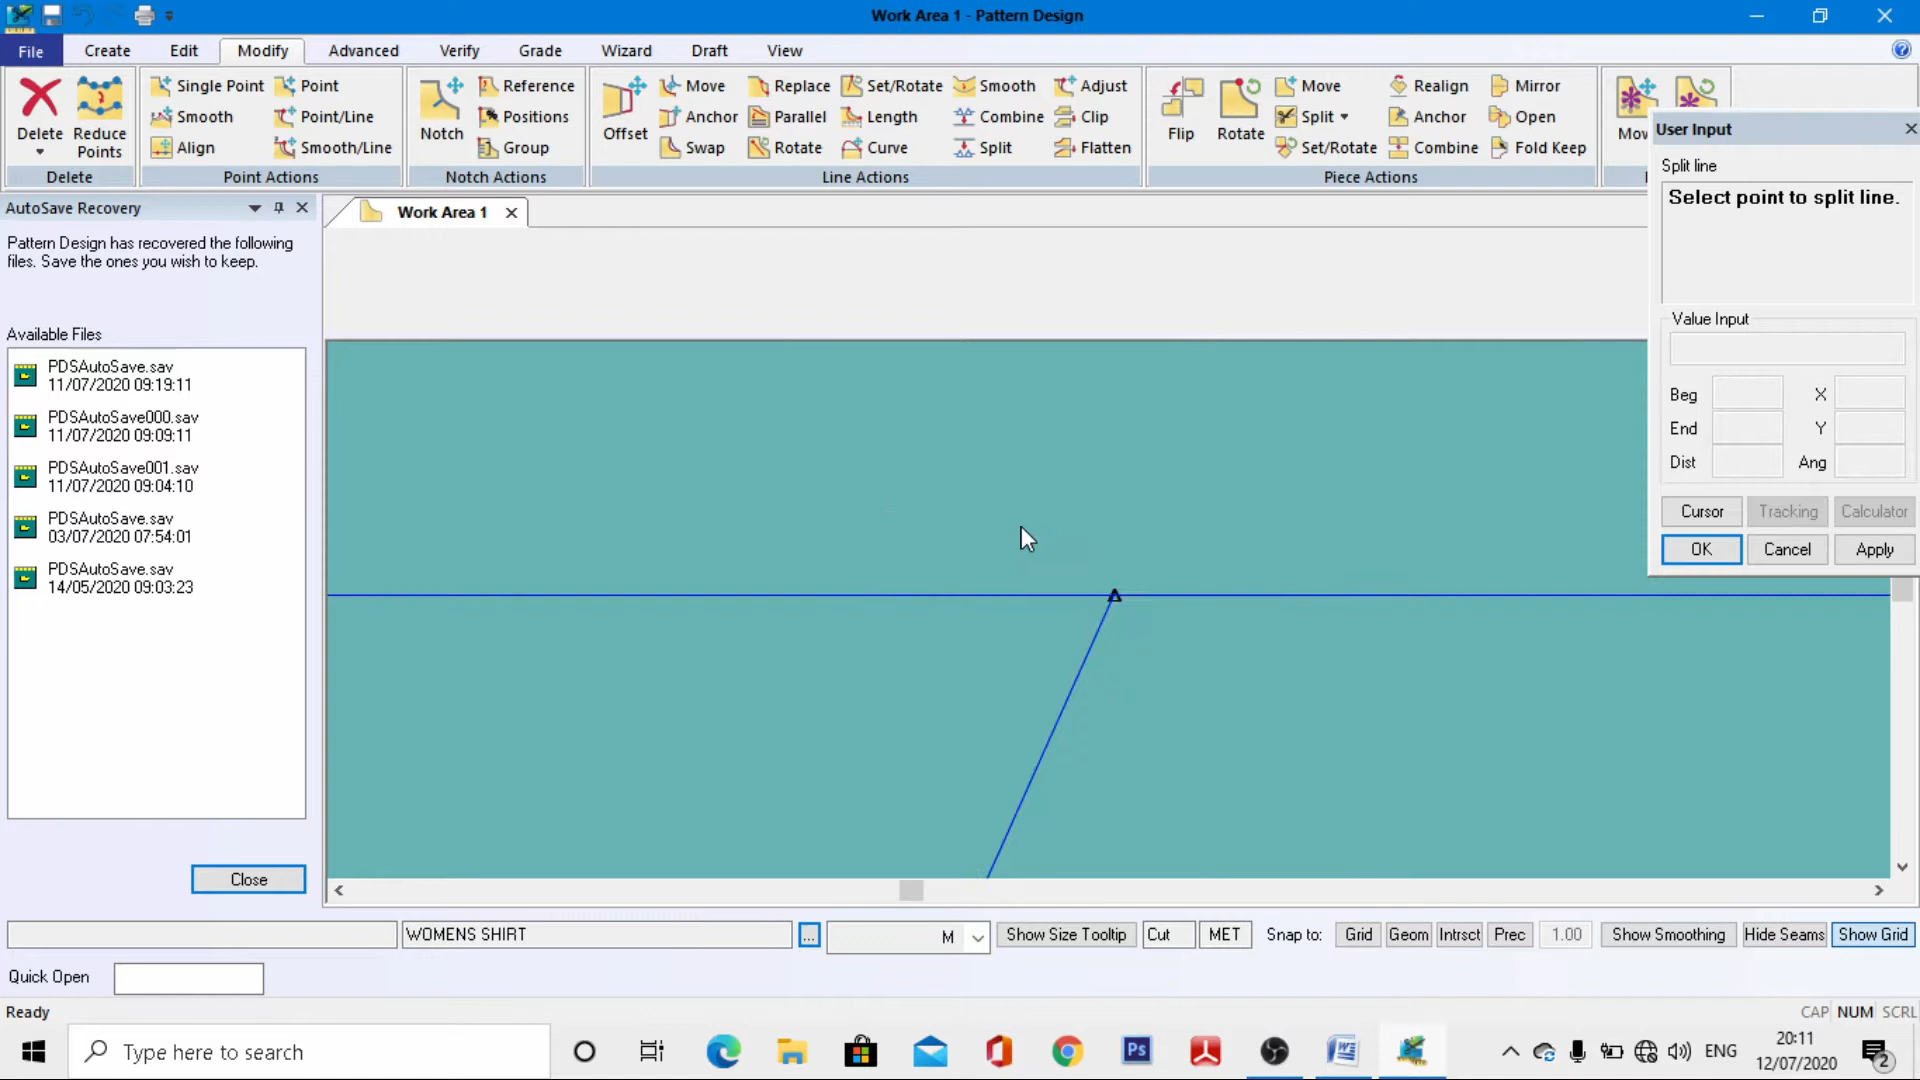 Work Area 1 - Pattern Design
File Create Edit Modify Advanced Verify Grade Wizard Draft View
Delete
Reduce Points
Single Point
Smooth
Align
Point
Point/Line
Smooth/Line
Notch
Reference
Positions
Group
Offset
Move
Anchor
Swap
Replace
Parallel
Rotate
Set/Rotate
Length
Curve
Smooth
Combine
Split
Adjust
Clip
Flatten
Flip
Rotate
Move
Split
Set/Rotate
Realign
Anchor
Combine
Mirror
Open
Fold Keep
Mov
Delete Point Actions Notch Actions Line Actions Piece Actions
User Input
Split line
Select point to split line.
Value Input
Beg X
End Y
Dist Ang
Cursor Tracking Calculator
OK Cancel Apply
AutoSave Recovery
Work Area 1
Pattern Design has recovered the following
files. Save the ones you wish to keep.
Available Files
PDSAutoSave.sav
11/07/2020 09:19:11
PDSAutoSave000.sav
11/07/2020 09:09:11
PDSAutoSave001.sav
11/07/2020 09:04:10
PDSAutoSave.sav
03/07/2020 07:54:01
PDSAutoSave.sav
14/05/2020 09:03:23
Close
WOMENS SHIRT ... M Show Size Tooltip Cut MET Snap to: Grid Geom Intrsct Prec 1.00 Show Smoothing Hide Seams Show Grid
Quick Open
Ready CAP NUM SCRL
Type here to search
Ps
ENG
20:11
12/07/2020
2